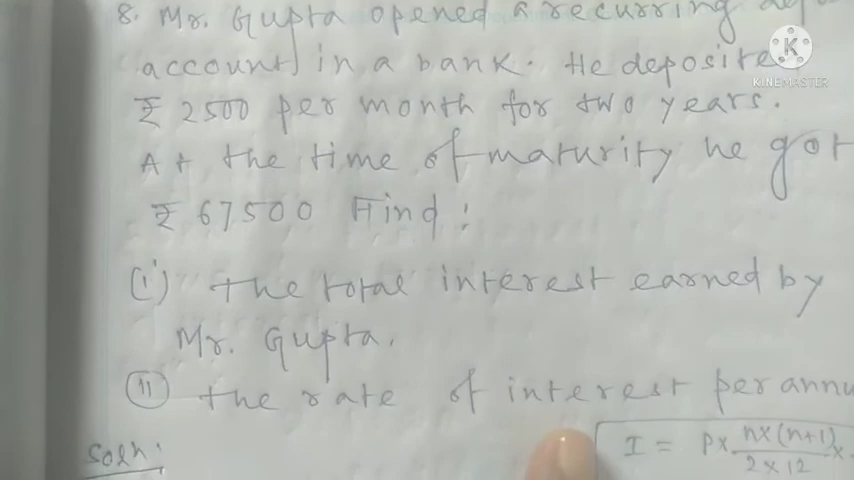 8. Mr. Gupta opened a recurring
account in a bank. He deposite
₹ 2500 per month for two years.
At the time of maturity he got
₹ 67500 Find:
(i) The total interest earned by
Mr. Gupta.
(ii) the rate of interest per annu
Soln:
I = P x n x (n+1) / 2 x 12 x
K
KINEMASTER